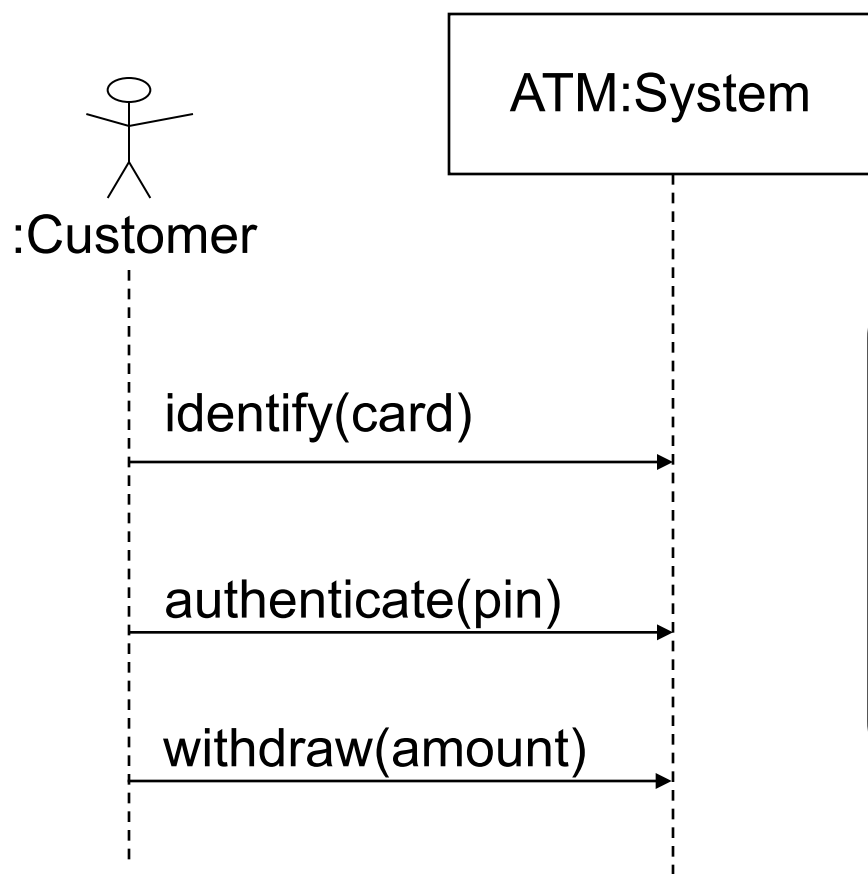 ATM:System
:Customer
identify(card)
authenticate(pin)
withdraw(amount)